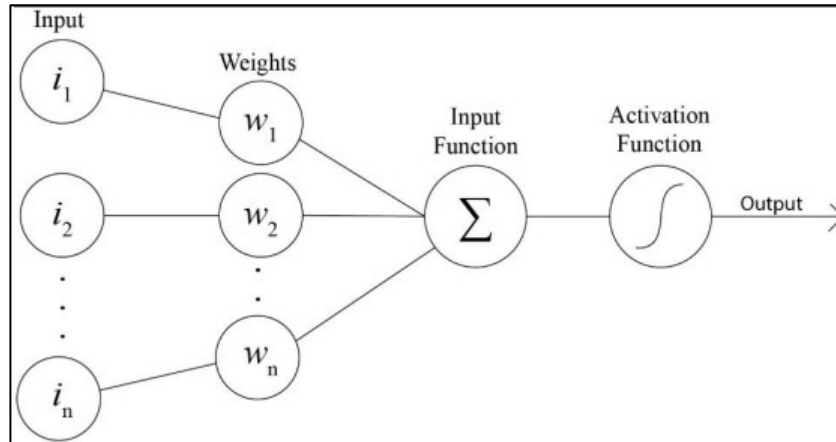 Input
i₁
i₂
iₙ
Weights
w₁
w₂
wₙ
Input
Function
∑
Activation
Function
Output